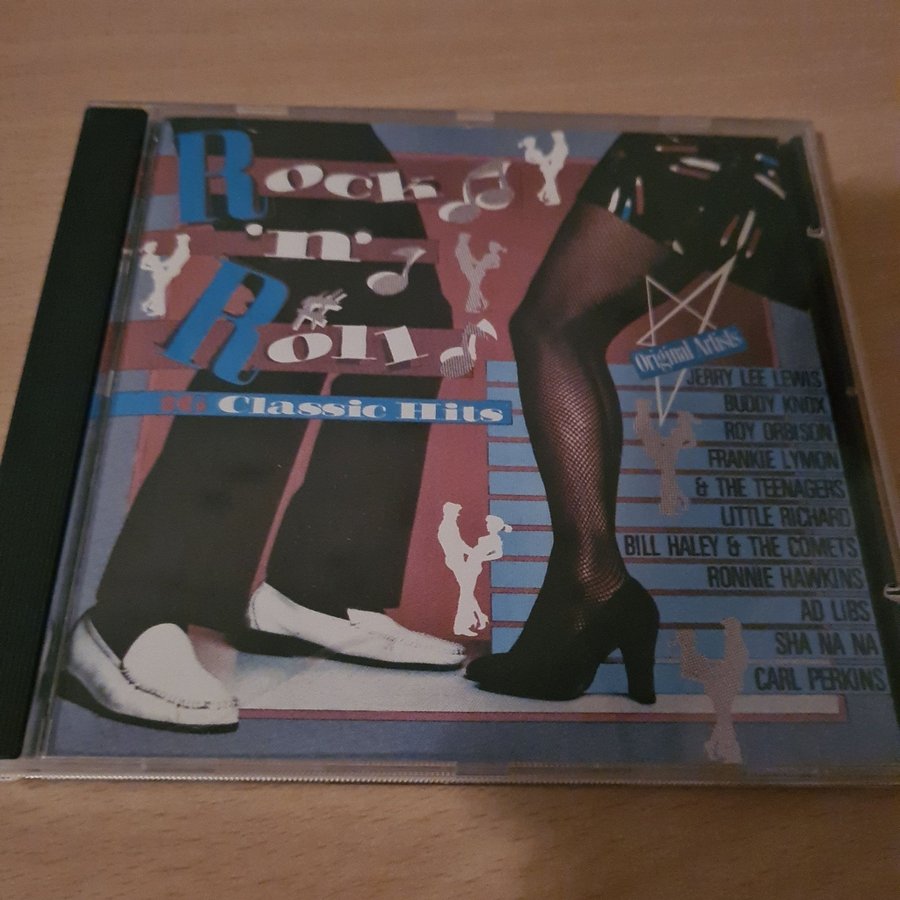 Rock
'n'
Roll
16 Classic Hits
Original Artists
JERRY LEE LEWIS
BUDDY KNOX
ROY ORBISON
FRANKIE LYMON
& THE TEENAGERS
LITTLE RICHARD
BILL HALEY & THE COMETS
RONNIE HAWKINS
AD LIBS
SHA NA NA
CARL PERKINS